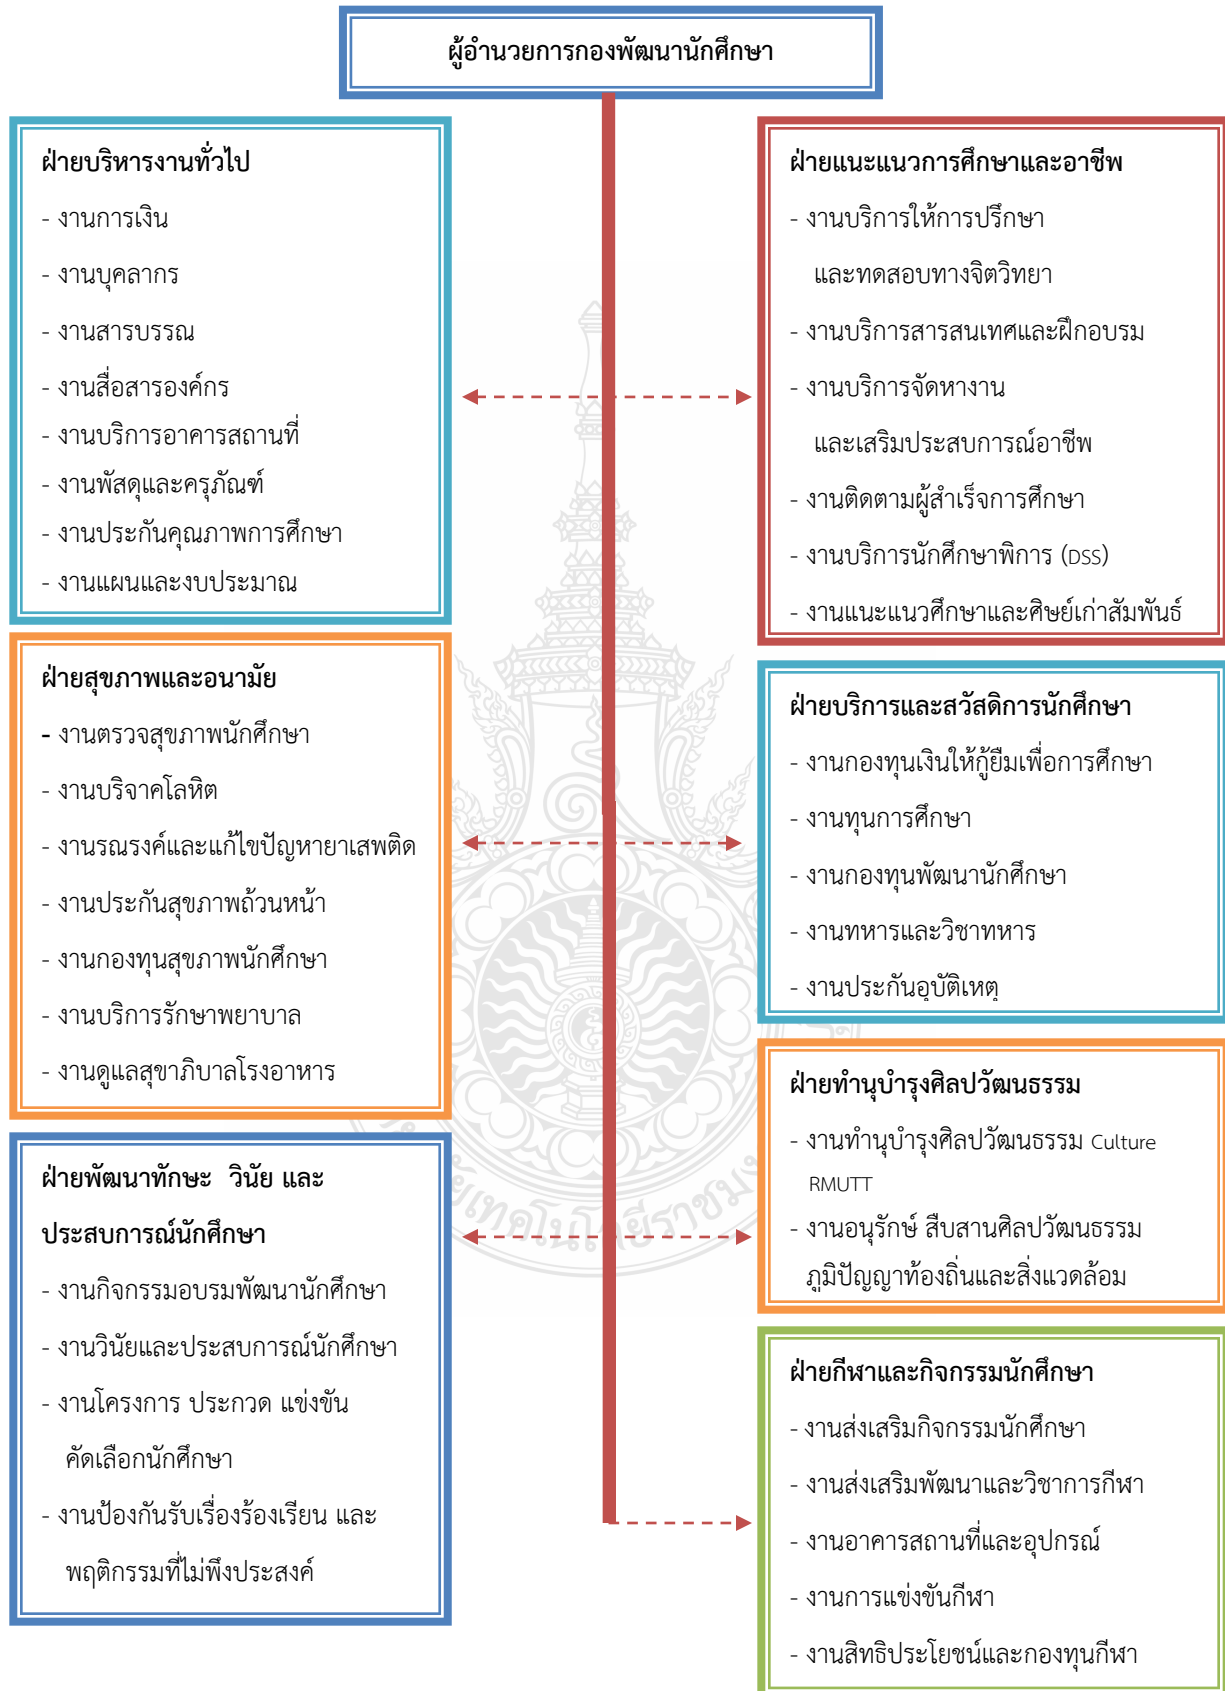 ผู้อำนวยการกองพัฒนานักศึกษา
ฝ่ายบริหารงานทั่วไป
- งานการเงิน
- งานบุคลากร
- งานสารบรรณ
- งานสื่อสารองค์กร
- งานบริการอาคารสถานที่
- งานพัสดุและครุภัณฑ์
- งานประกันคุณภาพการศึกษา
- งานแผนและงบประมาณ
ฝ่ายสุขภาพและอนามัย
- งานตรวจสุขภาพนักศึกษา
- งานบริจาคโลหิต
- งานรณรงค์และแก้ไขปัญหายาเสพติด
- งานประกันสุขภาพถ้วนหน้า
- งานกองทุนสุขภาพนักศึกษา
- งานบริการรักษาพยาบาล
- งานดูแลสุขาภิบาลโรงอาหาร
ฝ่ายพัฒนาทักษะ วินัย และ
ประสบการณ์นักศึกษา
- งานกิจกรรมอบรมพัฒนานักศึกษา
- งานวินัยและประสบการณ์นักศึกษา
- งานโครงการ ประกวด แข่งขัน
คัดเลือกนักศึกษา
- งานป้องกันรับเรื่องร้องเรียน และ
พฤติกรรมที่ไม่พึงประสงค์
ฝ่ายแนะแนวการศึกษาและอาชีพ
- งานบริการให้การปรึกษา
และทดสอบทางจิตวิทยา
- งานบริการสารสนเทศและฝึกอบรม
- งานบริการจัดหางาน
และเสริมประสบการณ์อาชีพ
- งานติดตามผู้สำเร็จการศึกษา
- งานบริการนักศึกษาพิการ (DSS)
- งานแนะแนวศึกษาและศิษย์เก่าสัมพันธ์
ฝ่ายบริการและสวัสดิการนักศึกษา
- งานกองทุนเงินให้กู้ยืมเพื่อการศึกษา
- งานทุนการศึกษา
- งานกองทุนพัฒนานักศึกษา
- งานทหารและวิชาทหาร
- งานประกันอุบัติเหตุ
ฝ่ายทำนุบำรุงศิลปวัฒนธรรม
- งานทำนุบำรุงศิลปวัฒนธรรม Culture
RMUTT
- งานอนุรักษ์ สืบสานศิลปวัฒนธรรม
ภูมิปัญญาท้องถิ่นและสิ่งแวดล้อม
ฝ่ายกีฬาและกิจกรรมนักศึกษา
- งานส่งเสริมกิจกรรมนักศึกษา
- งานส่งเสริมพัฒนาและวิชาการกีฬา
- งานอาคารสถานที่และอุปกรณ์
- งานการแข่งขันกีฬา
- งานสิทธิประโยชน์และกองทุนกีฬา